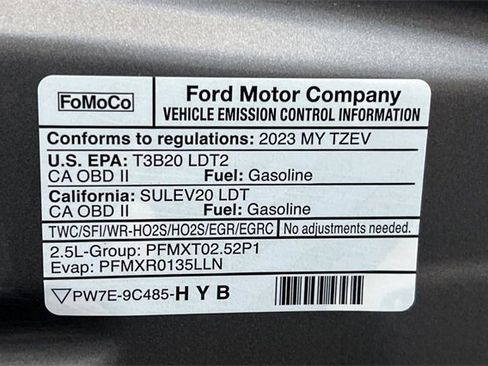 FoMoCo
Ford Motor Company
VEHICLE EMISSION CONTROL INFORMATION
Conforms to regulations: 2023 MY TZEV
U.S. EPA: T3B20 LDT2
CA OBD II Fuel: Gasoline
California: SULEV20 LDT
CA OBD II Fuel: Gasoline
TWC/SFI/WR-HO2S/HO2S/EGR/EGRC No adjustments needed.
2.5L-Group: PFMXT02.52P1
Evap: PFMXR0135LLN
PW7E-9C485-HYB